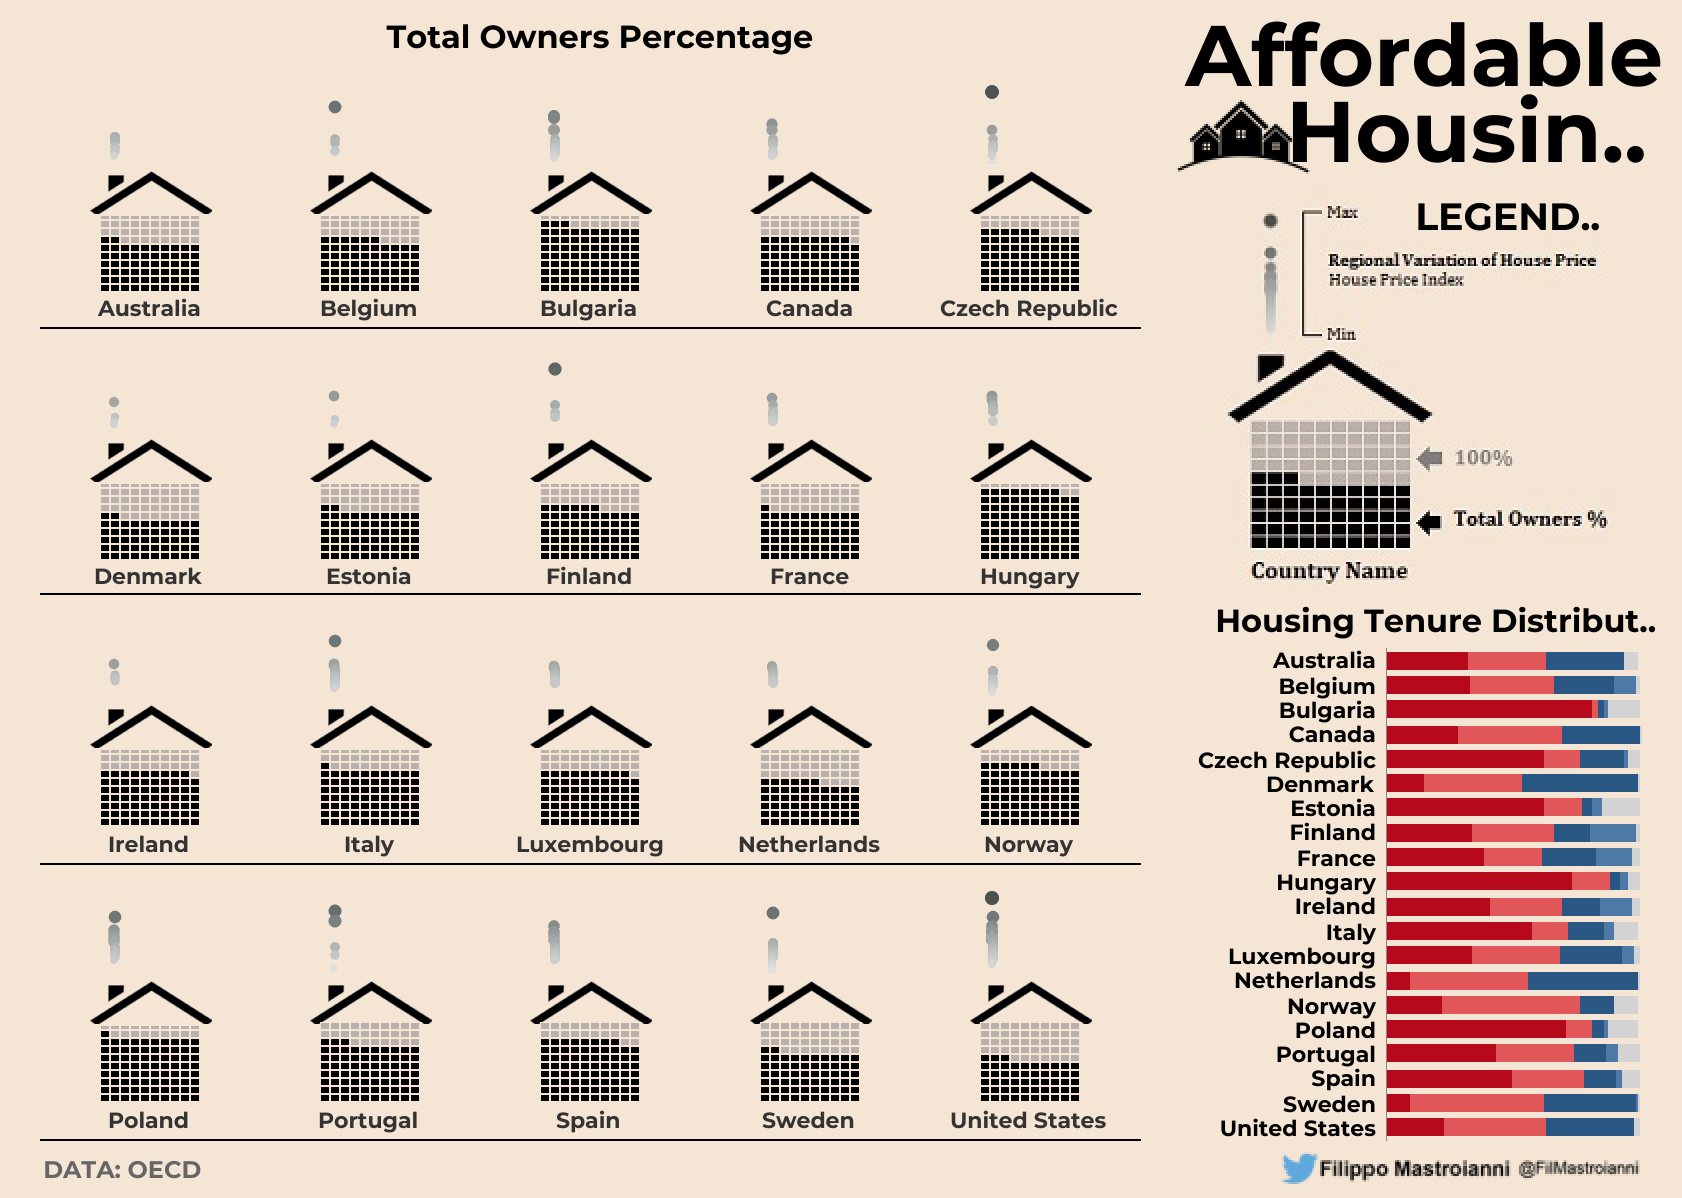 Total Owners Percentage
Affordable
Housin..
Australia
Belgium
Bulgaria
Canada
Czech Republic
Denmark
Estonia
Finland
France
Hungary
Ireland
Italy
Luxembourg
Netherlands
Norway
Poland
Portugal
Spain
Sweden
United States
DATA: OECD
LEGEND..
Max
Regional Variation of House Price
House Price Index
Min
100%
Total Owners %
Country Name
Housing Tenure Distribut..
Australia
Belgium
Bulgaria
Canada
Czech Republic
Denmark
Estonia
Finland
France
Hungary
Ireland
Italy
Luxembourg
Netherlands
Norway
Poland
Portugal
Spain
Sweden
United States
Filippo Mastroianni @FilMastroianni